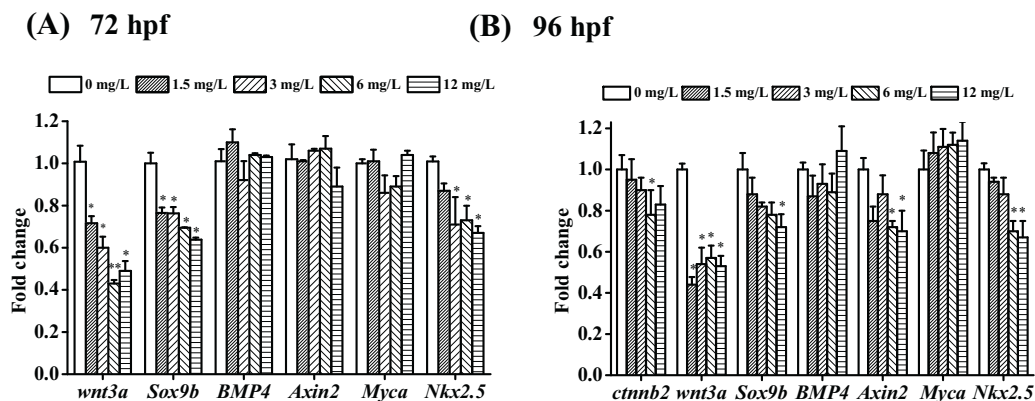 (A) 72 hpf
0 mg/L 1.5 mg/L 3 mg/L 6 mg/L 12 mg/L
Fold change
1.2
1.0
0.8
0.6
0.4
0.2
0.0
* * ** *
* * * *
* * *
wnt3a Sox9b BMP4 Axin2 Myca Nkx2.5
(B) 96 hpf
0 mg/L 1.5 mg/L 3 mg/L 6 mg/L 12 mg/L
Fold change
1.2
1.0
0.8
0.6
0.4
0.2
0.0
*
* * * *
*
* *
* *
ctnnb2 wnt3a Sox9b BMP4 Axin2 Myca Nkx2.5